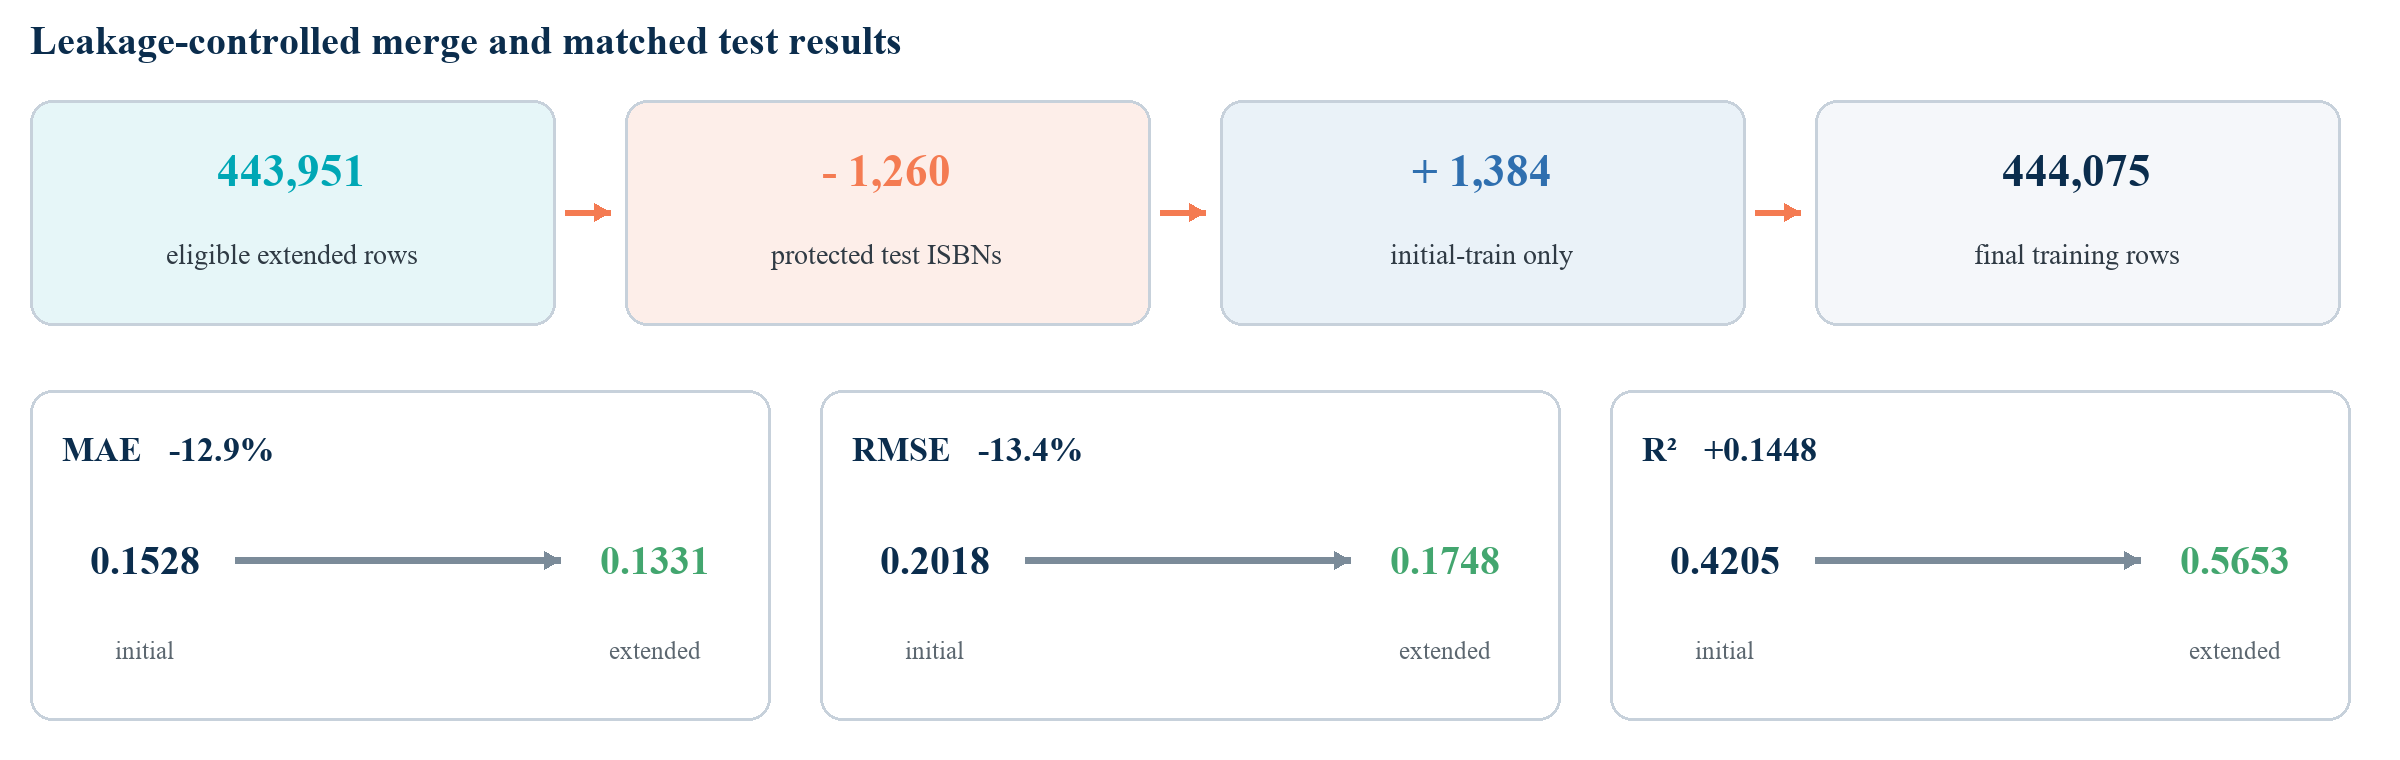 Leakage-controlled merge and matched test results
443,951
eligible extended rows
- 1,260
protected test ISBNs
+ 1,384
initial-train only
444,075
final training rows
MAE -12.9%
0.1528
0.1331
initial
extended
RMSE -13.4%
0.2018
0.1748
initial
extended
R² +0.1448
0.4205
0.5653
initial
extended